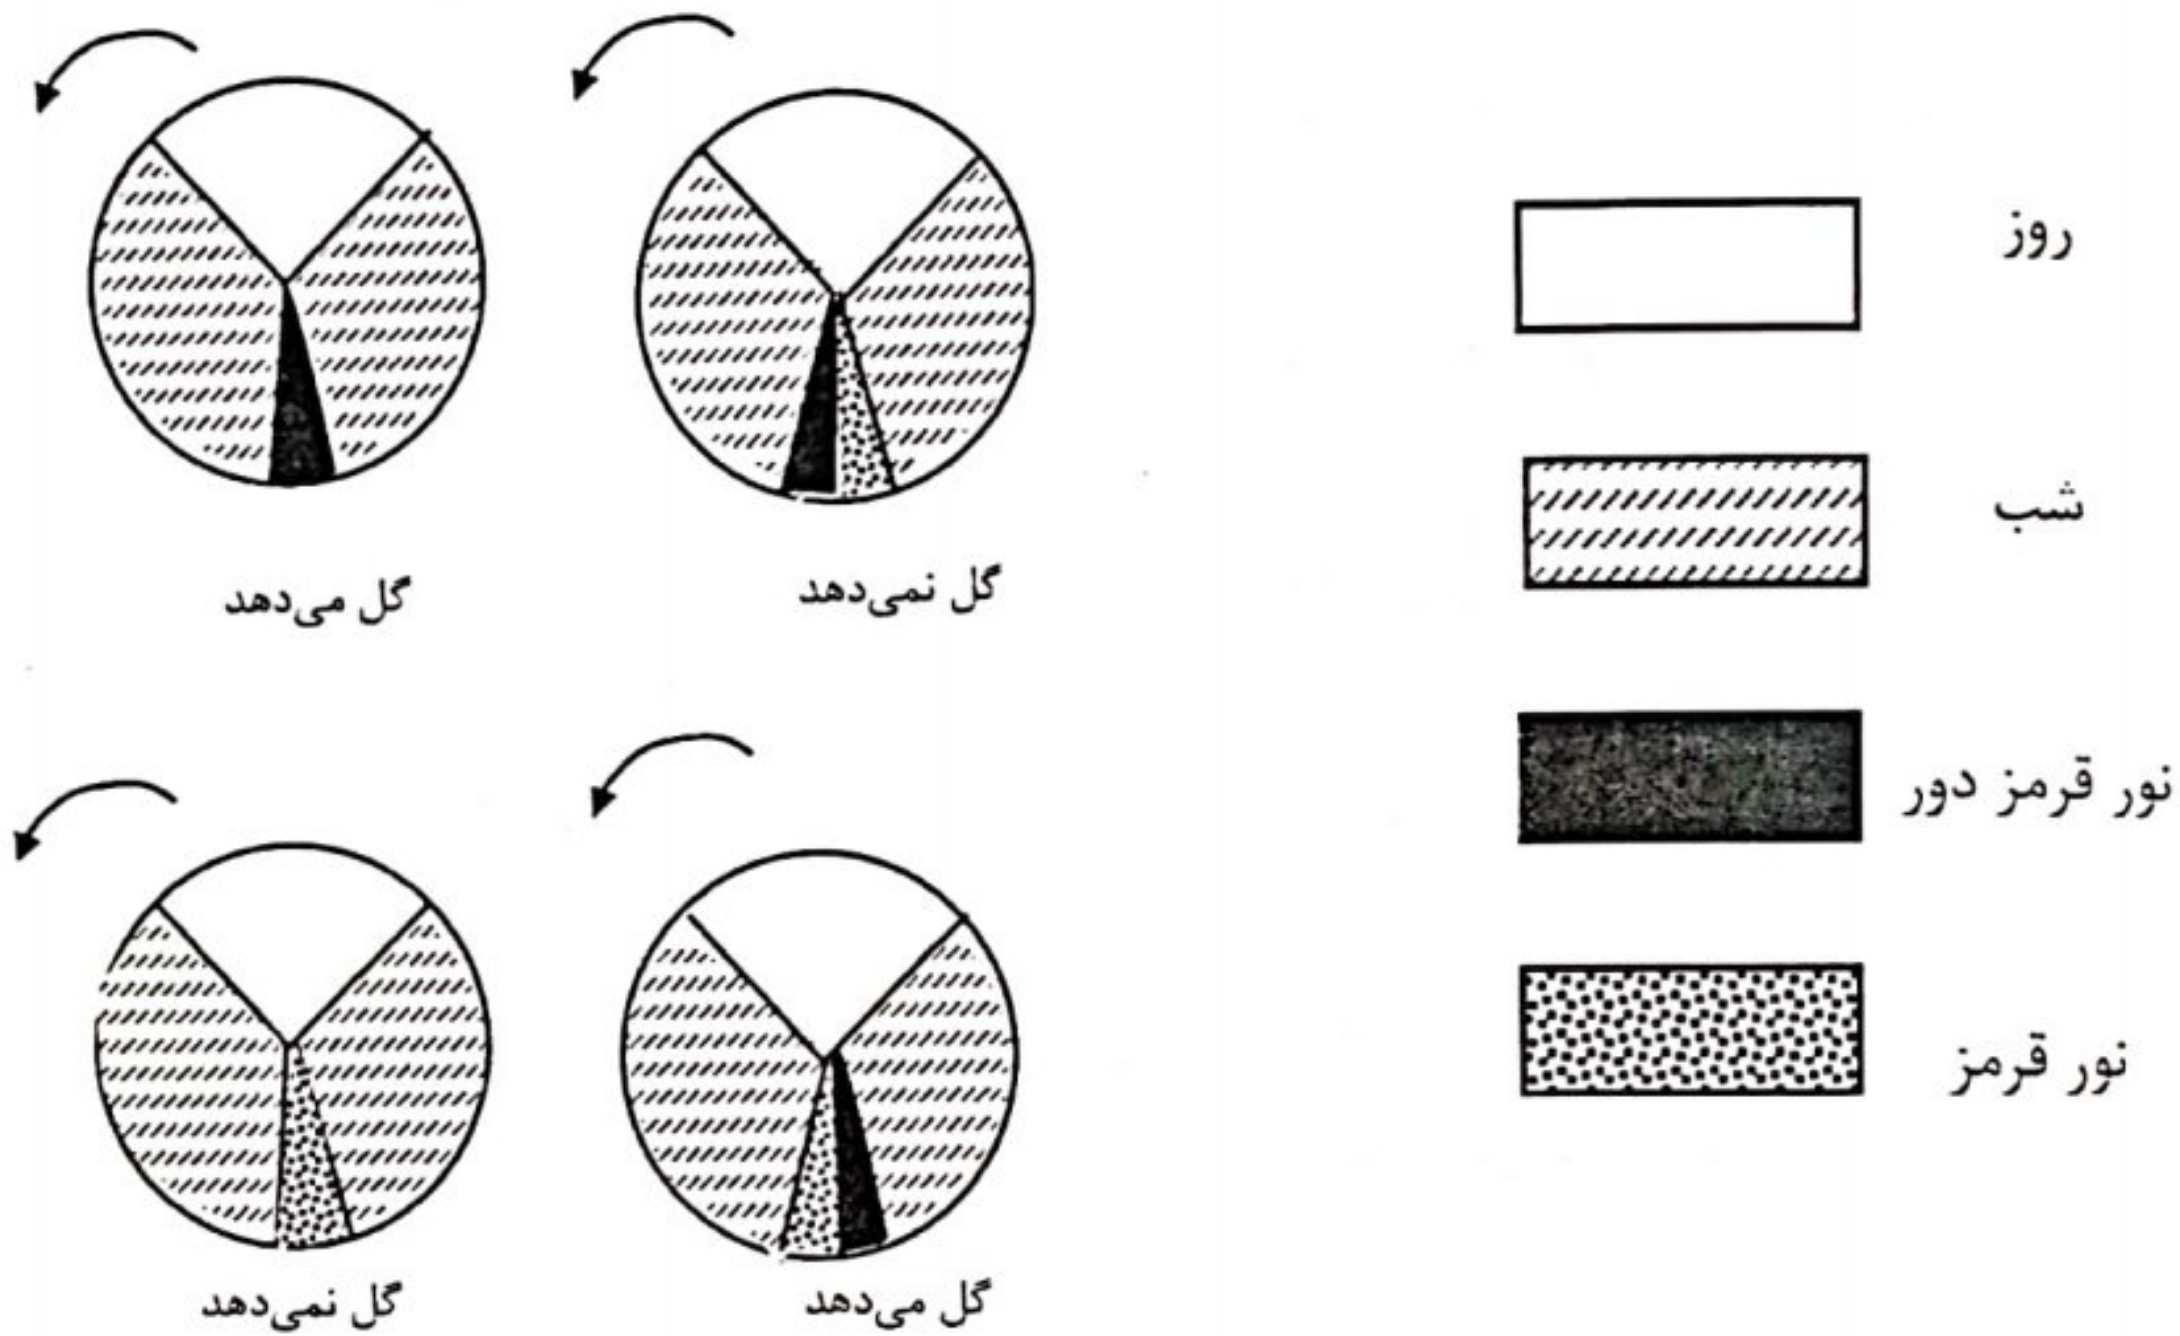 گل می‌دهد
گل نمی‌دهد
گل نمی‌دهد
گل می‌دهد
روز
شب
نور قرمز دور
نور قرمز